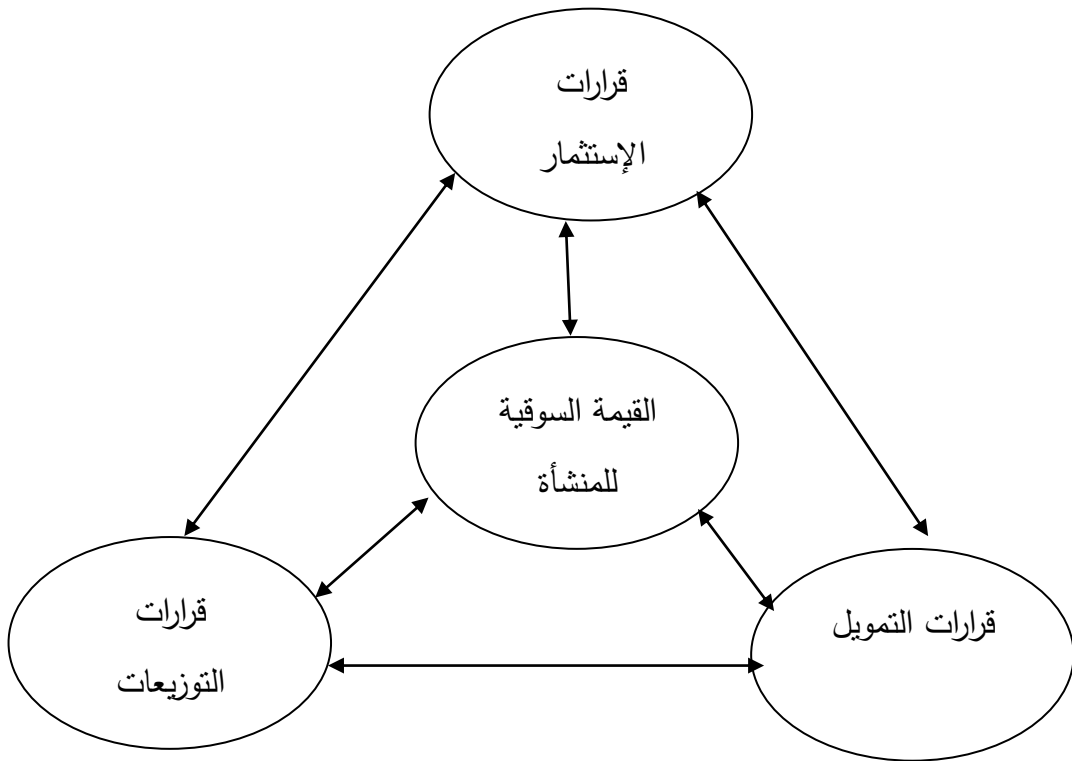 قرارات
الإستثمار
القيمة السوقية
للمنشأة
قرارات التمويل
قرارات
التوزيعات